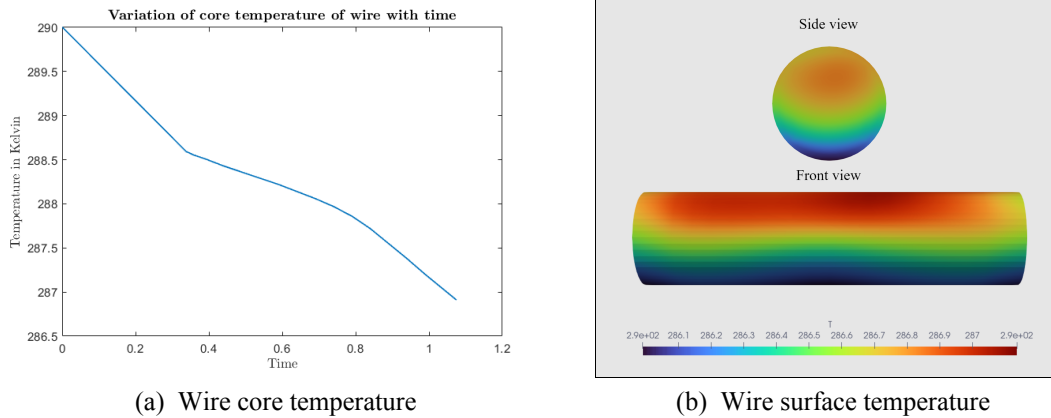 Variation of core temperature of wire with time
290
289.5
289
288.5
288
287.5
287
286.5
Temperature in Kelvin
0 0.2 0.4 0.6 0.8 1 1.2
Time
(a) Wire core temperature
Side view
Front view
T
2.9e+02 286.1 286.2 286.3 286.4 286.5 286.6 286.7 286.8 286.9 287 2.9e+02
(b) Wire surface temperature